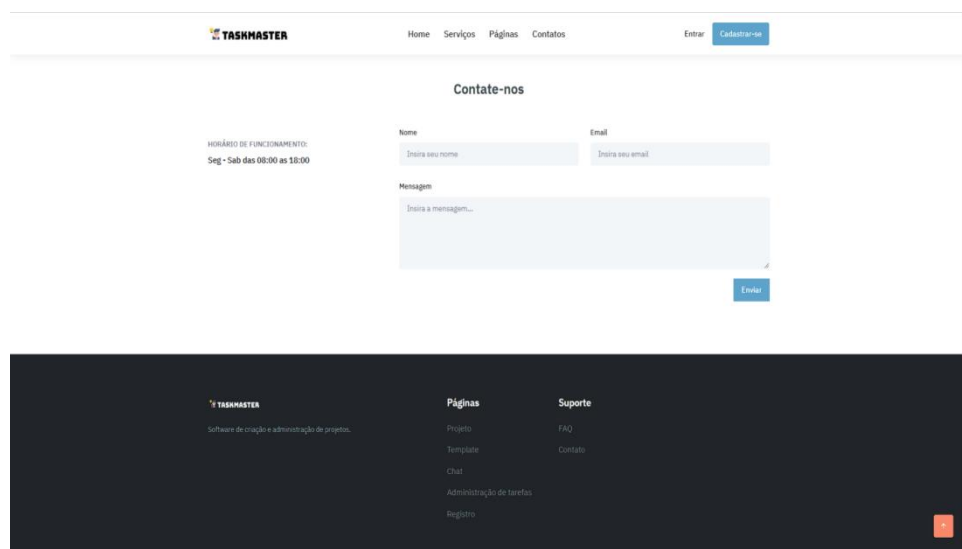 TASKMASTER
Home Serviços Páginas Contatos
Entrar Cadastrar-se
Contate-nos
HORÁRIO DE FUNCIONAMENTO:
Seg - Sab das 08:00 as 18:00
Nome
Insira seu nome
Email
Insira seu email
Mensagem
Insira a mensagem...
Enviar
TASKMASTER
Software de criação e administração de projetos.
Páginas
Projeto
Template
Chat
Administração de tarefas
Registro
Suporte
FAQ
Contato